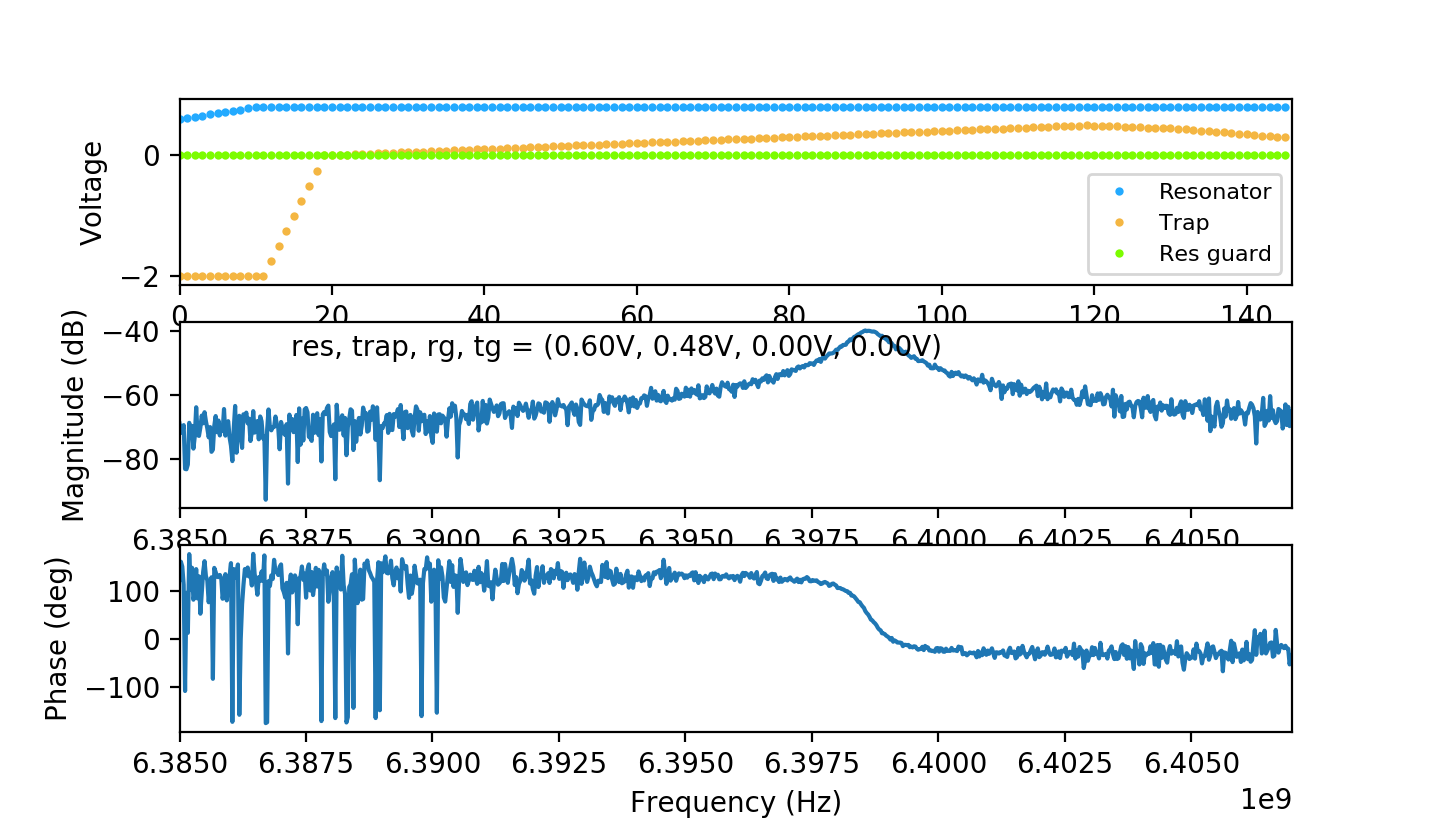 Voltage
0
−2
Resonator
Trap
Res guard
0 20 40 60 80 100 120 140
Magnitude (dB)
−40
−60
−80
res, trap, rg, tg = (0.60V, 0.48V, 0.00V, 0.00V)
6.3850 6.3875 6.3900 6.3925 6.3950 6.3975 6.4000 6.4025 6.4050
Phase (deg)
100
0
−100
6.3850 6.3875 6.3900 6.3925 6.3950 6.3975 6.4000 6.4025 6.4050
1e9
Frequency (Hz)